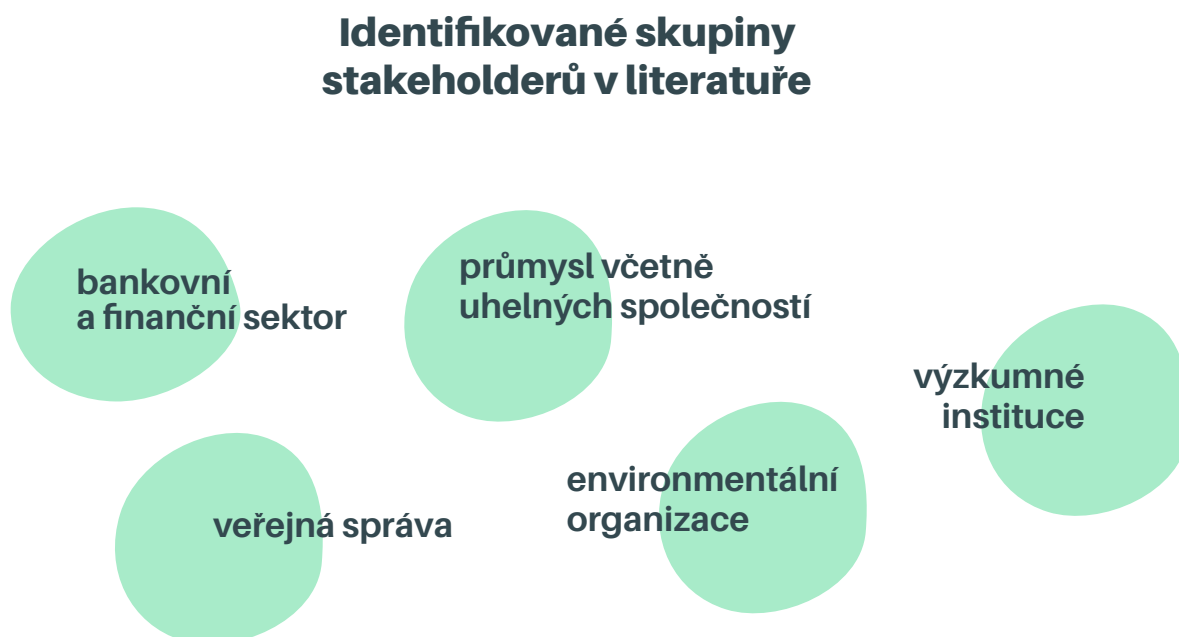 Identifikované skupiny
stakeholderů v literatuře
bankovní
a finanční sektor
průmysl včetně
uhelných společností
výzkumné
instituce
veřejná správa
environmentální
organizace